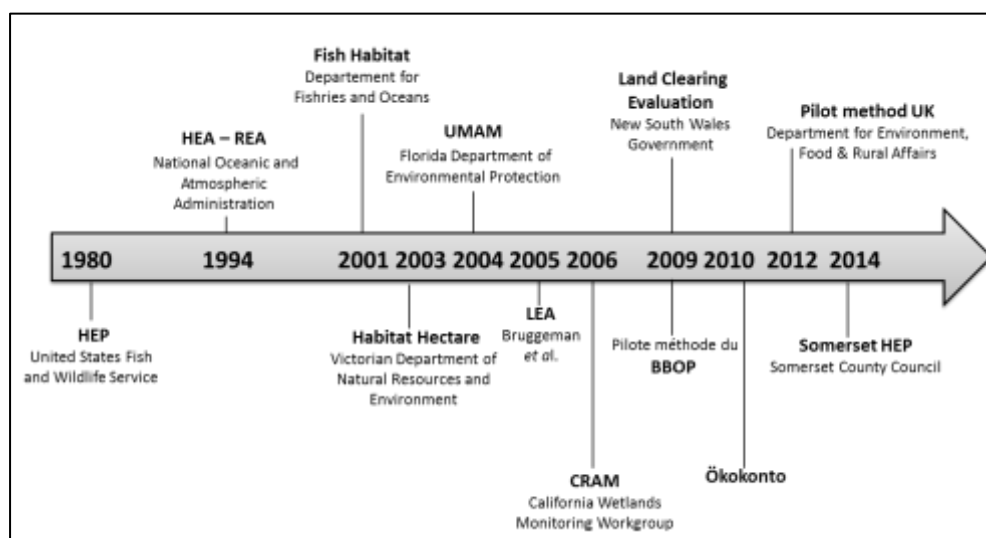 Fish Habitat
Departement for
Fishries and Oceans
Land Clearing
Evaluation
New South Wales
Government
Pilot method UK
Department for Environment,
Food & Rural Affairs
HEA – REA
National Oceanic and
Atmospheric
Administration
UMAM
Florida Department of
Environmental Protection
1980 1994 2001 2003 2004 2005 2006 2009 2010 2012 2014
HEP
United States Fish
and Wildlife Service
Habitat Hectare
Victorian Department of
Natural Resources and
Environment
LEA
Bruggeman
et al.
Pilote méthode du
BBOP
Somerset HEP
Somerset County Council
CRAM
California Wetlands
Monitoring Workgroup
Ökokonto